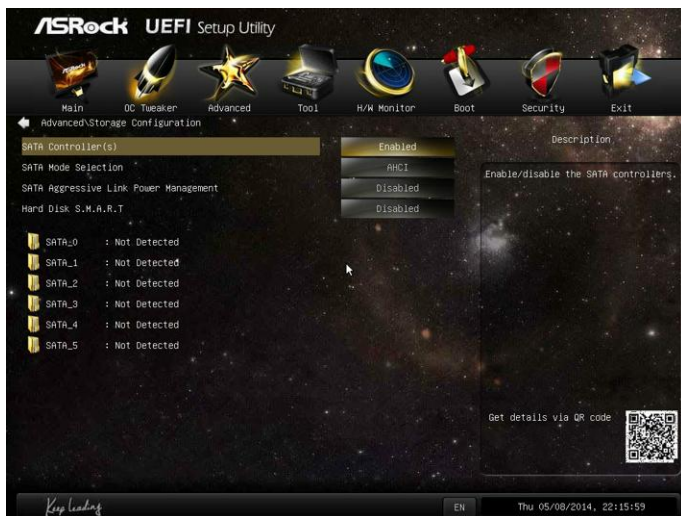 ASRock UEFI Setup Utility
Main OC Tweaker Advanced Tool H/W Monitor Boot Security Exit
Advanced\Storage Configuration
Description
SATA Controller(s) Enabled
SATA Mode Selection AHCI
Enable/disable the SATA controllers.
SATA Aggressive Link Power Management Disabled
Hard Disk S.M.A.R.T Disabled
SATA_0 : Not Detected
SATA_1 : Not Detected
SATA_2 : Not Detected
SATA_3 : Not Detected
SATA_4 : Not Detected
SATA_5 : Not Detected
Get details via QR code
Keep Leading
EN
Thu 05/08/2014, 22:15:59